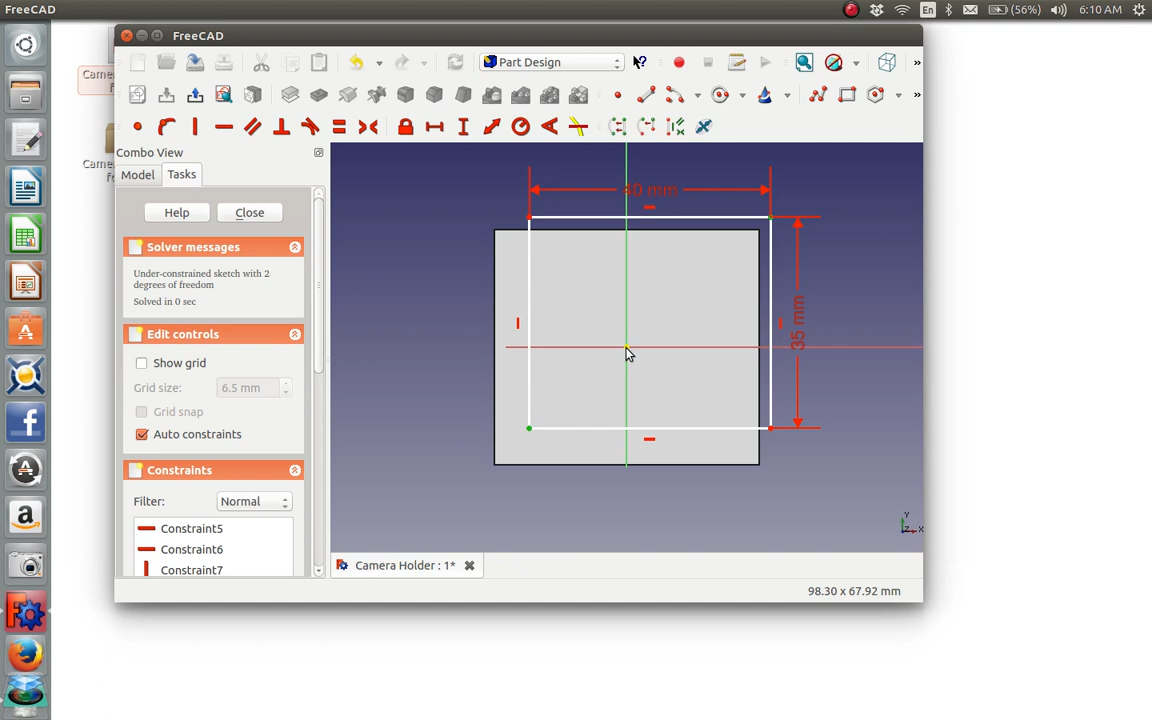 FreeCAD
En
(56%)
6:10 AM
FreeCAD
Part Design
»
»
Came
f
Came
f
Combo View
Model
Tasks
Help
Close
Solver messages
Under-constrained sketch with 2
degrees of freedom
Solved in 0 sec
Edit controls
Show grid
Grid size:
6.5 mm
Grid snap
Auto constraints
Constraints
Filter:
Normal
Constraint5
Constraint6
Constraint7
40 mm
35 mm
Y
Z
X
Camera Holder : 1*
98.30 x 67.92 mm